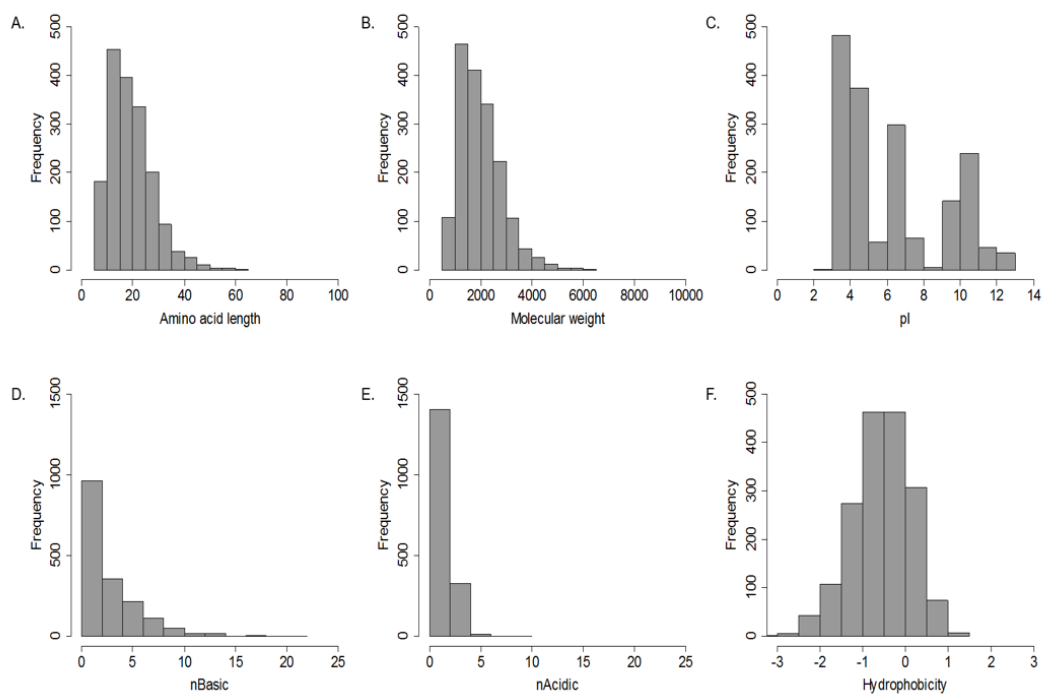 A.
Frequency
0 100 200 300 400 500
0 20 40 60 80 100
Amino acid length
B.
Frequency
0 100 200 300 400 500
0 2000 4000 6000 8000 10000
Molecular weight
C.
Frequency
0 100 200 300 400 500
0 2 4 6 8 10 12 14
pI
D.
Frequency
0 500 1000 1500
0 5 10 15 20 25
nBasic
E.
Frequency
0 500 1000 1500
0 5 10 15 20 25
nAcidic
F.
Frequency
0 100 200 300 400 500
-3 -2 -1 0 1 2 3
Hydrophobicity